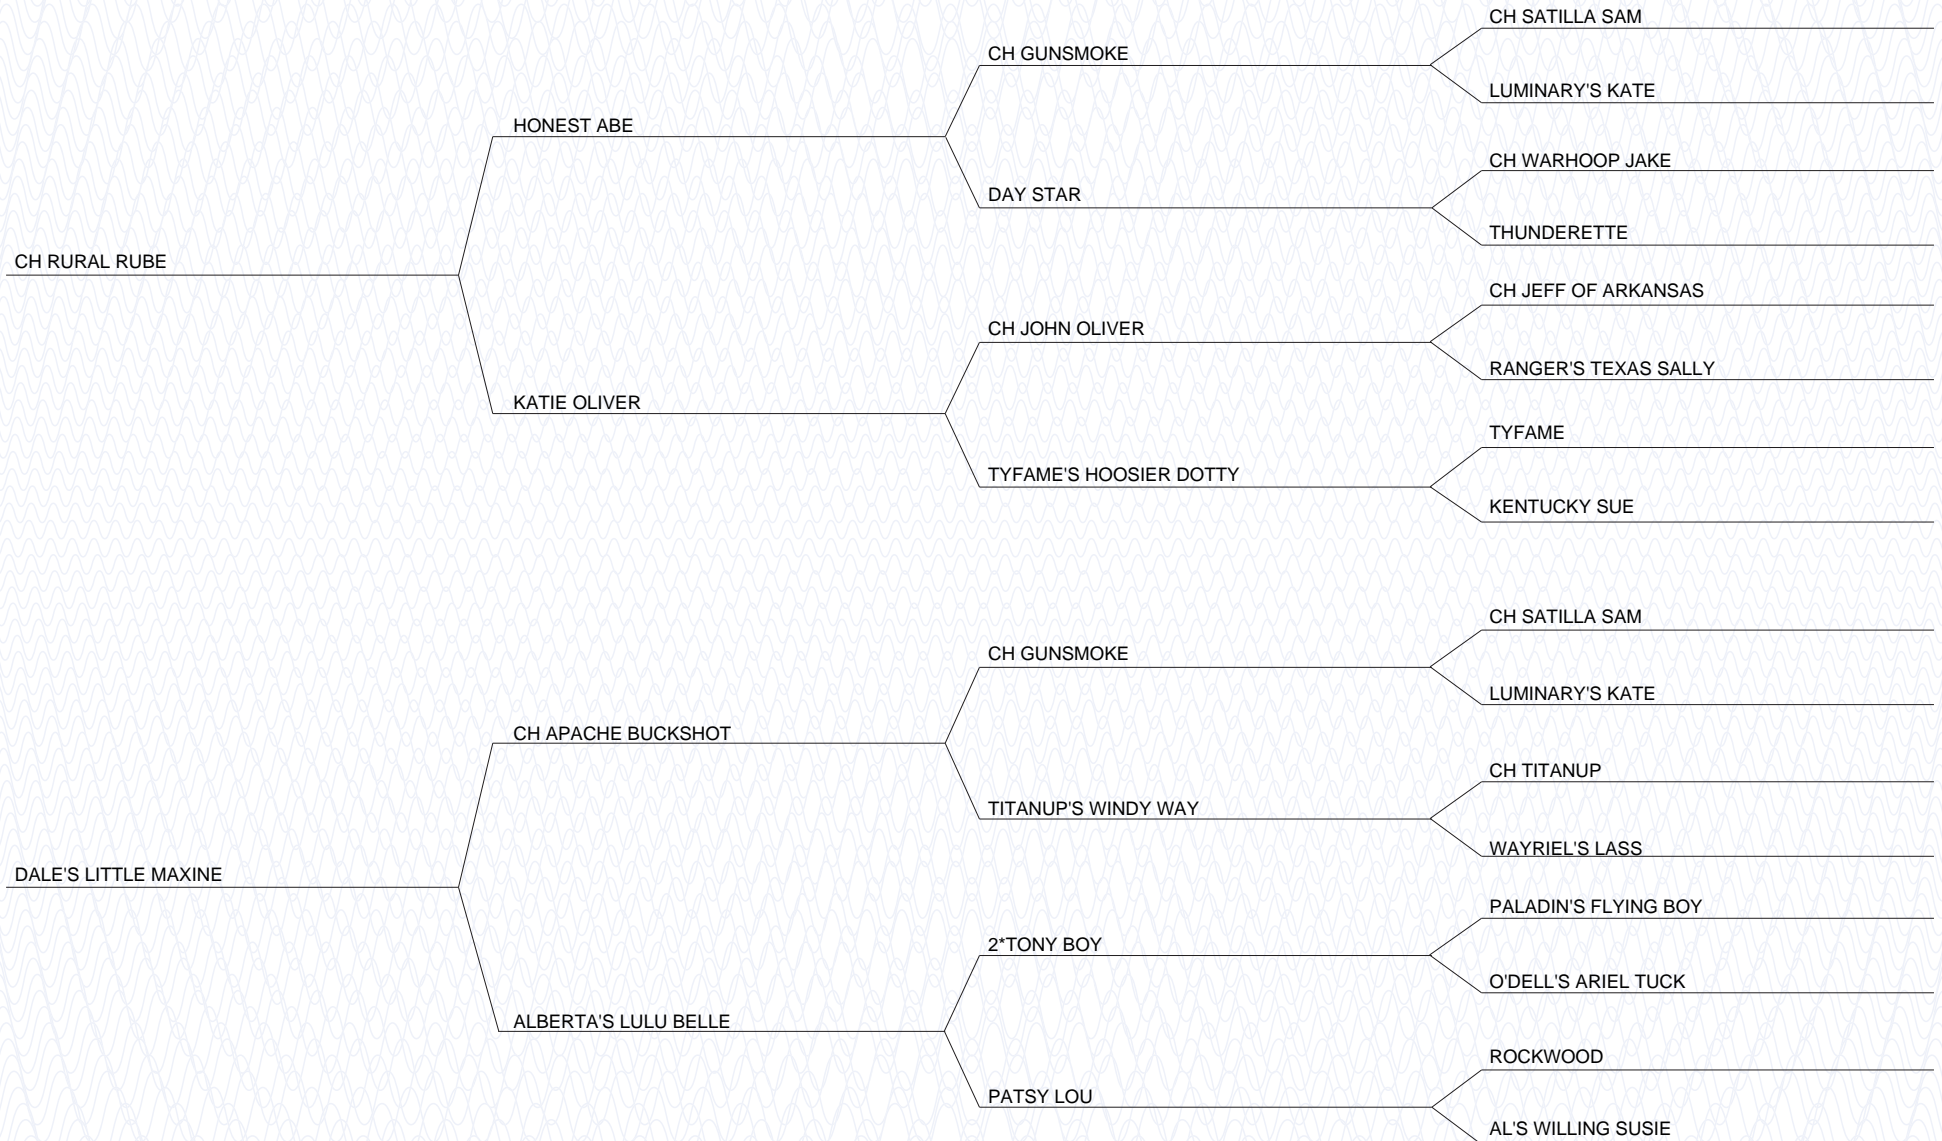 CH SATILLA SAM
CH GUNSMOKE
LUMINARY'S KATE
HONEST ABE
CH WARHOOP JAKE
DAY STAR
THUNDERETTE
CH RURAL RUBE
CH JEFF OF ARKANSAS
CH JOHN OLIVER
RANGER'S TEXAS SALLY
KATIE OLIVER
TYFAME
TYFAME'S HOOSIER DOTTY
KENTUCKY SUE
CH SATILLA SAM
CH GUNSMOKE
LUMINARY'S KATE
CH APACHE BUCKSHOT
CH TITANUP
TITANUP'S WINDY WAY
WAYRIEL'S LASS
DALE'S LITTLE MAXINE
PALADIN'S FLYING BOY
2*TONY BOY
O'DELL'S ARIEL TUCK
ALBERTA'S LULU BELLE
ROCKWOOD
PATSY LOU
AL'S WILLING SUSIE